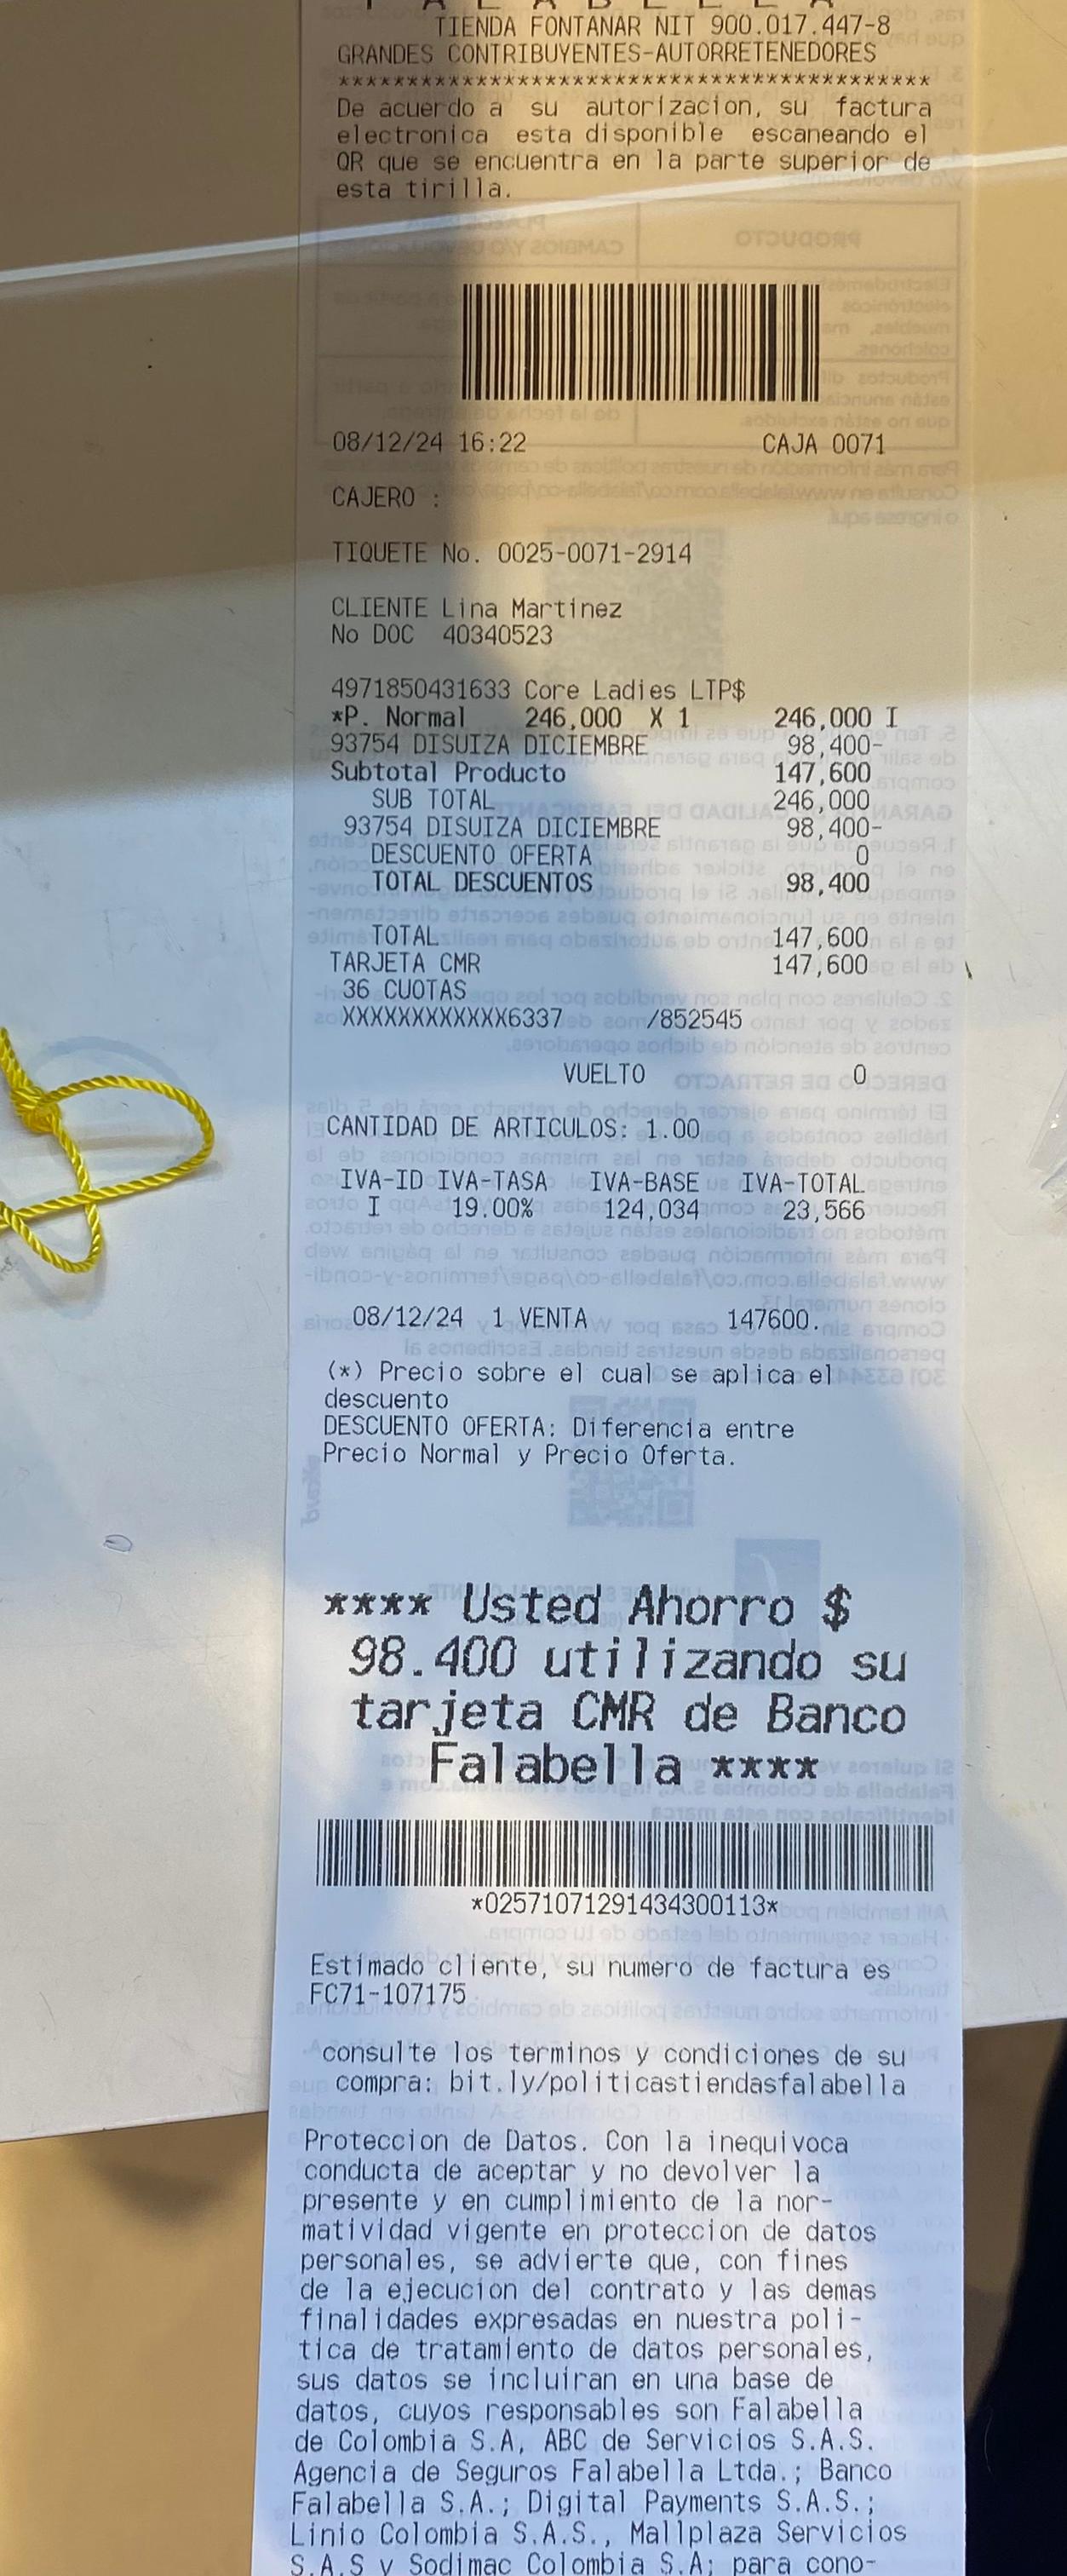 FALABELLA
TIENDA FONTANAR NIT 900.017.447-8
GRANDES CONTRIBUYENTES-AUTORRETENEDORES
********************************************
De acuerdo a su autorizacion, su factura
electronica esta disponible escaneando el
QR que se encuentra en la parte superior de
esta tirilla.
08/12/24 16:22 CAJA 0071
CAJERO :
TIQUETE No. 0025-0071-2914
CLIENTE Lina Martinez
No DOC 40340523
4971850431633 Core Ladies LTP$
*P. Normal 246,000 X 1 246,000 I
93754 DISUIZA DICIEMBRE 98,400-
Subtotal Producto 147,600
SUB TOTAL 246,000
93754 DISUIZA DICIEMBRE 98,400-
DESCUENTO OFERTA 0
TOTAL DESCUENTOS 98,400
TOTAL 147,600
TARJETA CMR 147,600
36 CUOTAS
XXXXXXXXXXXX6337 /852545
VUELTO 0
CANTIDAD DE ARTICULOS: 1.00
IVA-ID IVA-TASA IVA-BASE IVA-TOTAL
I 19.00% 124,034 23,566
08/12/24 1 VENTA 147600.
(*) Precio sobre el cual se aplica el
descuento
DESCUENTO OFERTA: Diferencia entre
Precio Normal y Precio Oferta.
**** Usted Ahorro $
98.400 utilizando su
tarjeta CMR de Banco
Falabella ****
*02571071291434300113*
Estimado cliente, su numero de factura es
FC71-107175
consulte los terminos y condiciones de su
compra: bit.ly/politicastiendasfalabella
Proteccion de Datos. Con la inequivoca
conducta de aceptar y no devolver la
presente y en cumplimiento de la nor-
matividad vigente en proteccion de datos
personales, se advierte que, con fines
de la ejecucion del contrato y las demas
finalidades expresadas en nuestra poli-
tica de tratamiento de datos personales,
sus datos se incluiran en una base de
datos, cuyos responsables son Falabella
de Colombia S.A, ABC de Servicios S.A.S.
Agencia de Seguros Falabella Ltda.; Banco
Falabella S.A.; Digital Payments S.A.S.;
Linio Colombia S.A.S., Mallplaza Servicios
S.A.S y Sodimac Colombia S.A; para cono-